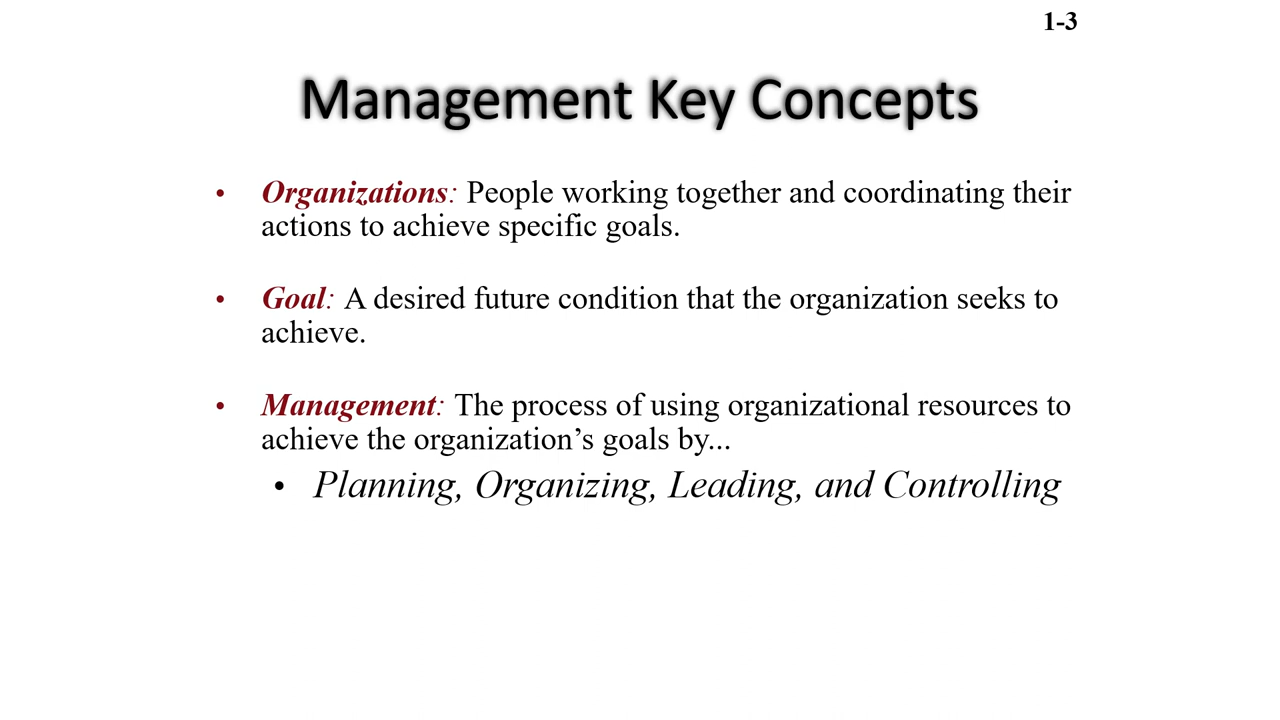 1-3
Management Key Concepts
• Organizations: People working together and coordinating their
actions to achieve specific goals.
• Goal: A desired future condition that the organization seeks to
achieve.
• Management: The process of using organizational resources to
achieve the organization’s goals by...
• Planning, Organizing, Leading, and Controlling